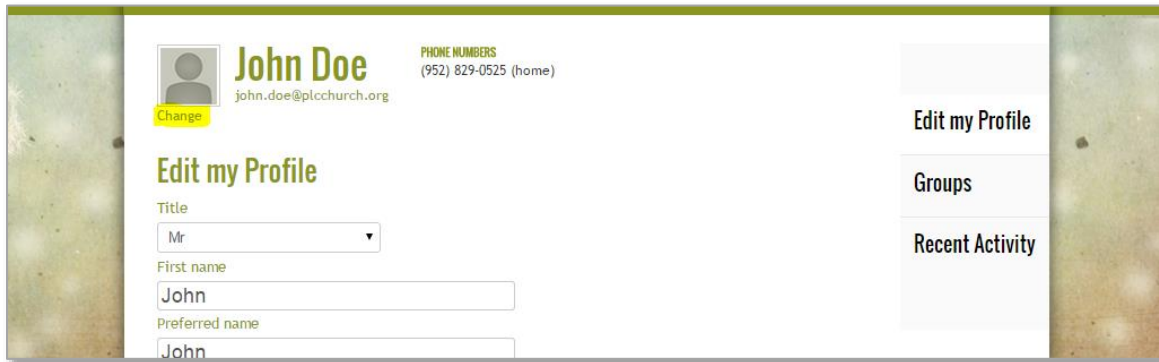 John Doe
john.doe@plcchurch.org
Change
PHONE NUMBERS
(952) 829-0525 (home)
Edit my Profile
Title
Mr
First name
John
Preferred name
John
Edit my Profile
Groups
Recent Activity